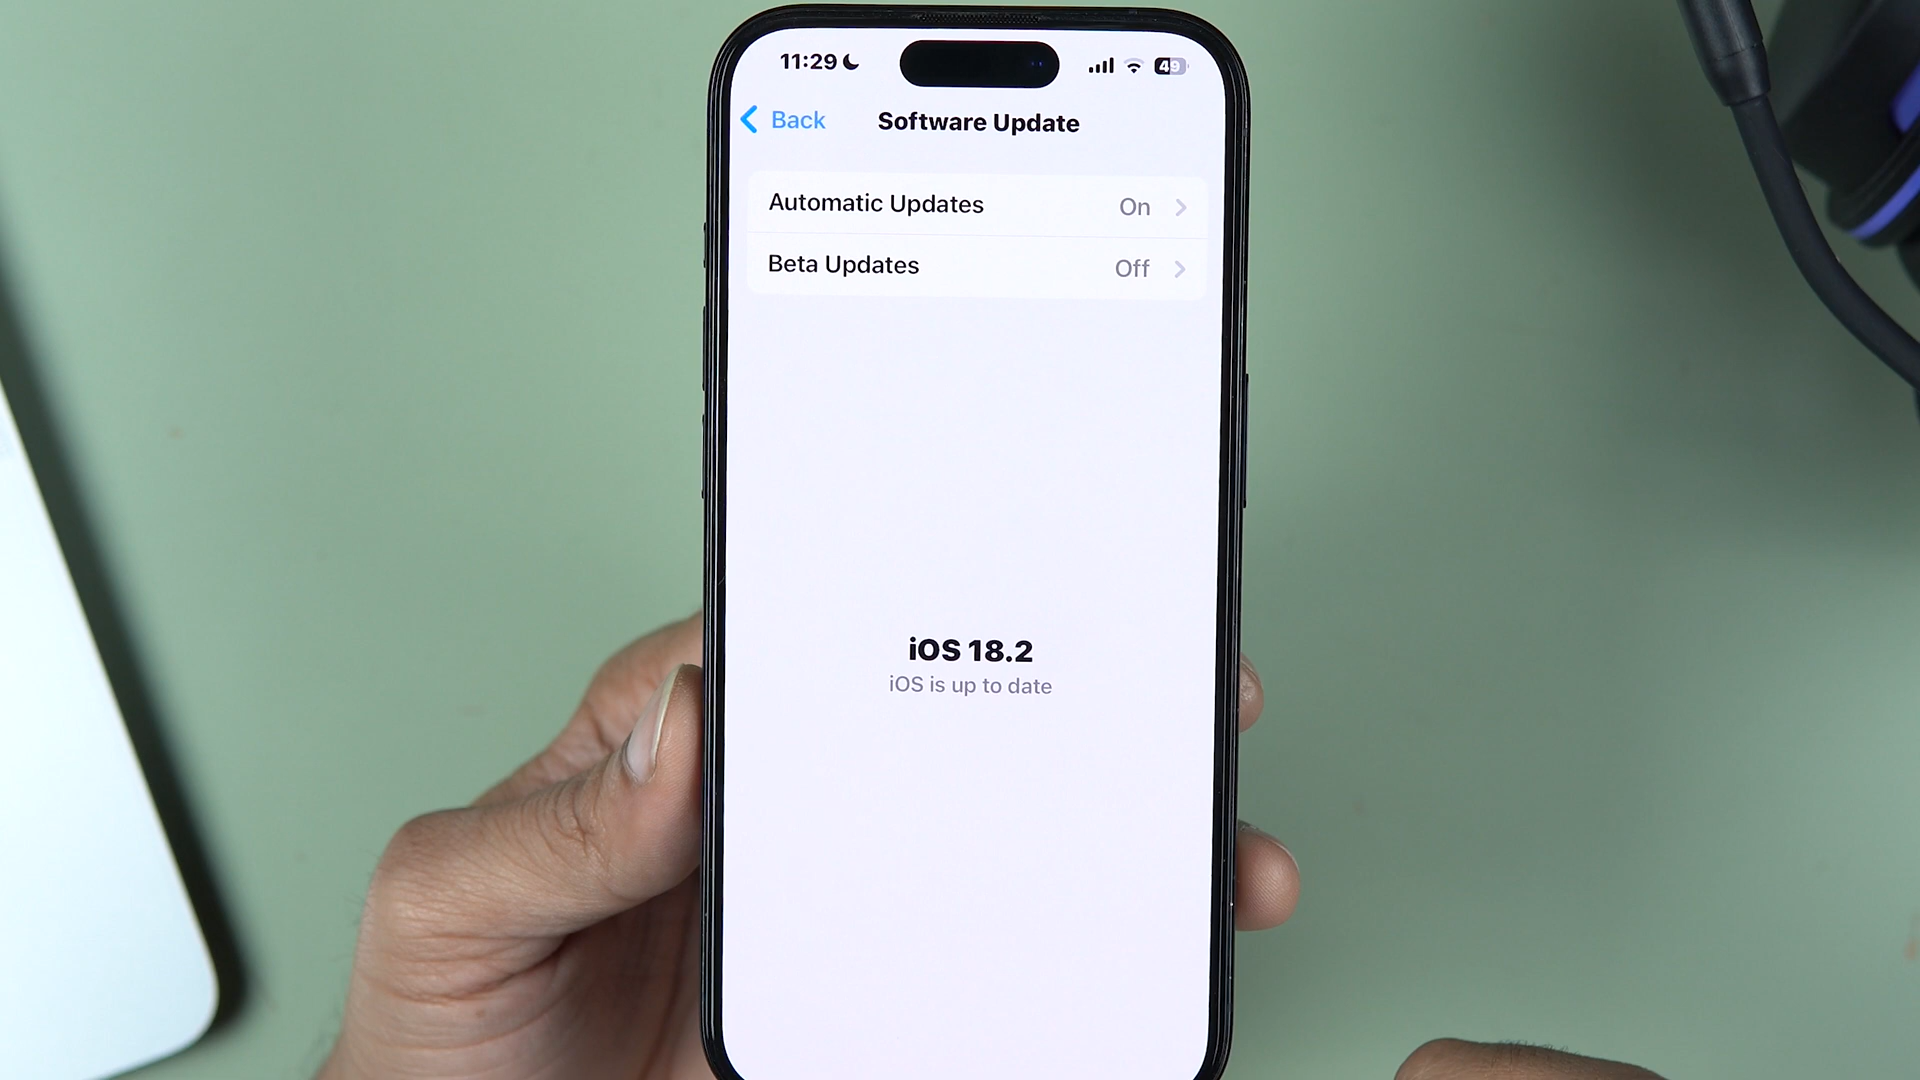 11:29
49
Back
Software Update
Automatic Updates On
Beta Updates Off
iOS 18.2
iOS is up to date